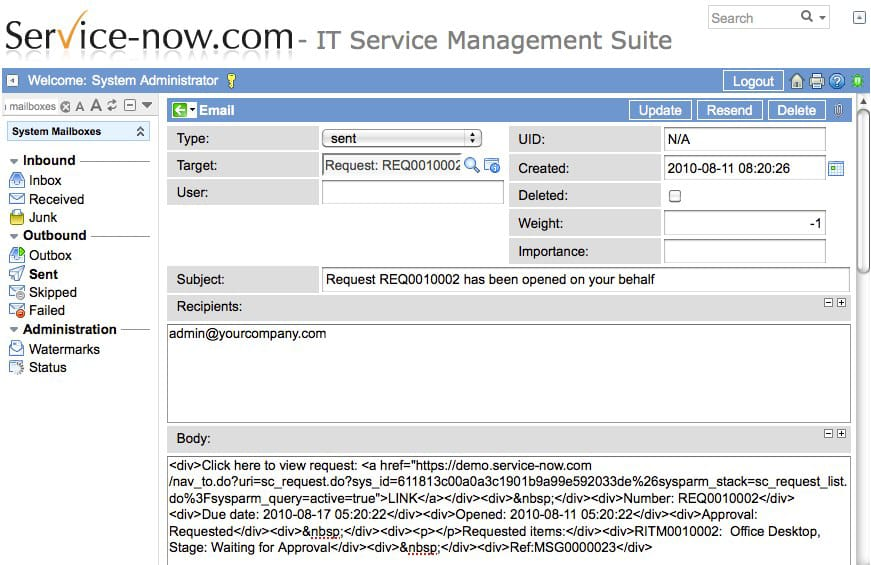 Service-now.com - IT Service Management Suite
Search
Welcome: System Administrator
Logout
mailboxes A A
Email
Update Resend Delete
System Mailboxes
Inbound
Inbox
Received
Junk
Outbound
Outbox
Sent
Skipped
Failed
Administration
Watermarks
Status
Type: sent
Target: Request: REQ0010002
User:
UID: N/A
Created: 2010-08-11 08:20:26
Deleted:
Weight: -1
Importance:
Subject: Request REQ0010002 has been opened on your behalf
Recipients:
admin@yourcompany.com
Body:
<div>Click here to view request: <a href="https://demo.service-now.com
/nav_to.do?uri=sc_request.do?sys_id=611813c00a0a3c1901b9a99e592033de%26sysparm_stack=sc_request_list.
do%3Fsysparm_query=active=true">LINK</a></div><div>&nbsp;</div><div>Number: REQ0010002</div>
<div>Due date: 2010-08-17 05:20:22</div><div>Opened: 2010-08-11 05:20:22</div><div>Approval:
Requested</div><div>&nbsp;</div><div><p></p>Requested items:</div><div>RITM0010002:  Office Desktop,
Stage: Waiting for Approval</div><div>&nbsp;</div><div>Ref:MSG0000023</div>